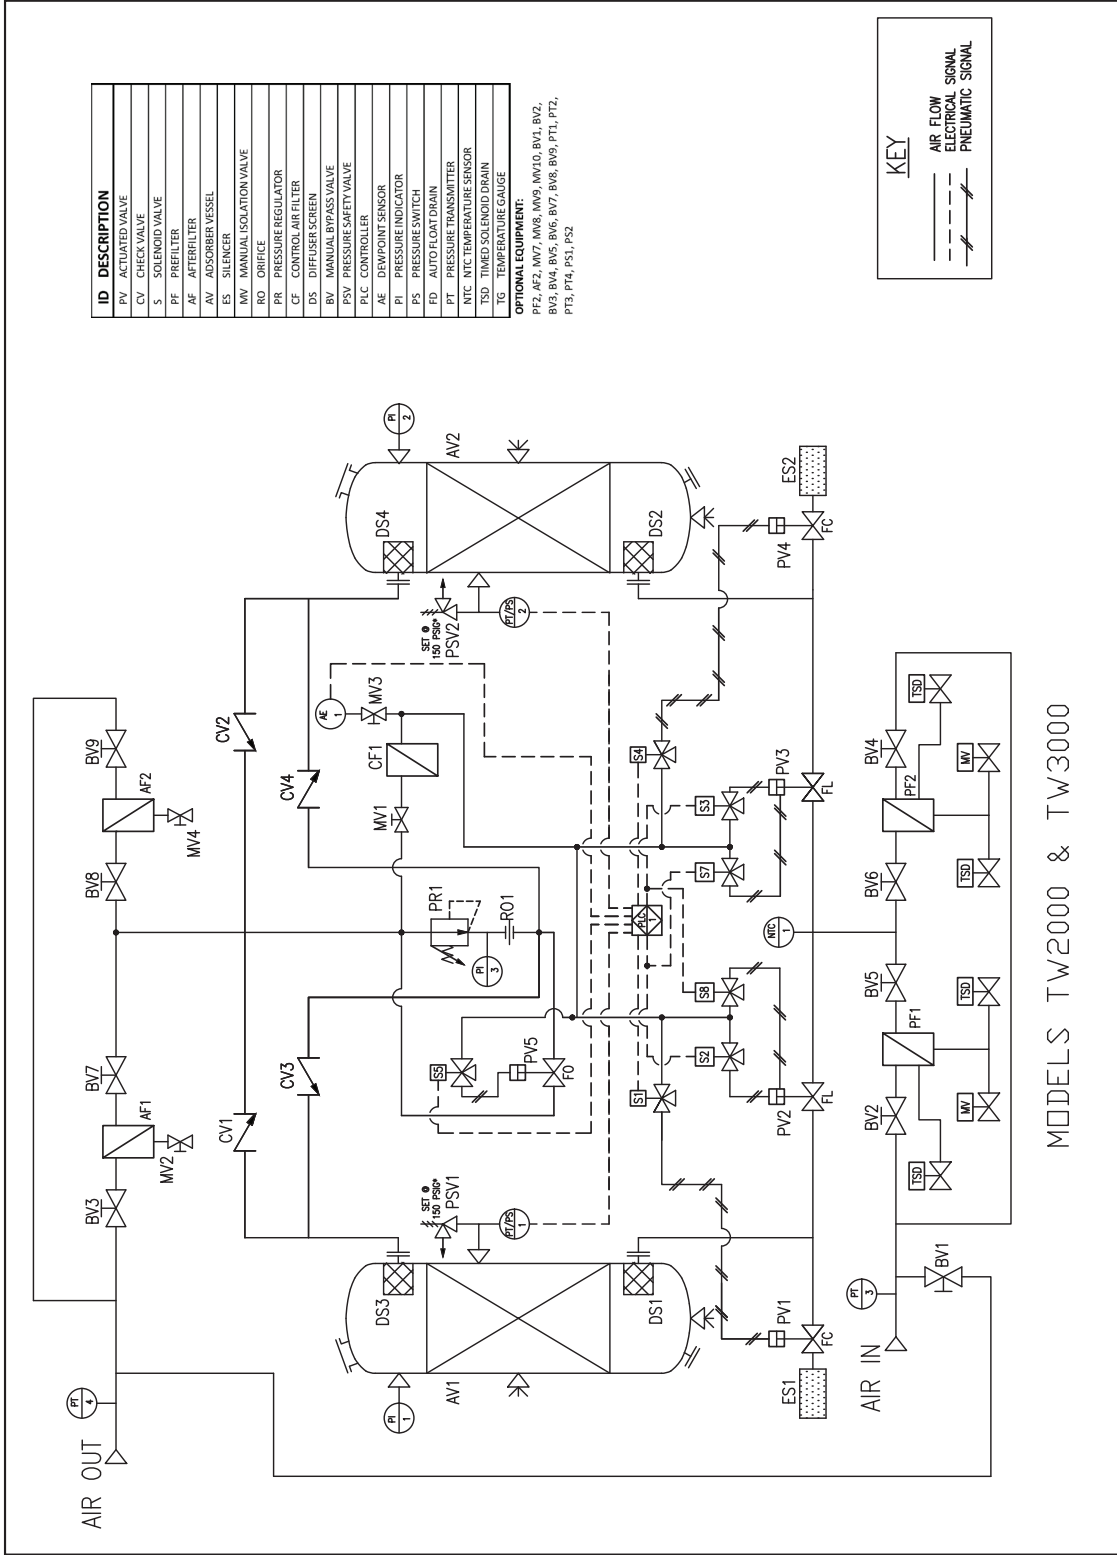 ID DESCRIPTION
PV ACTUATED VALVE
CV CHECK VALVE
S SOLENOID VALVE
PF PREFILTER
AF AFTERFILTER
AV ADSORBER VESSEL
ES SILENCER
MV MANUAL ISOLATION VALVE
RO ORIFICE
PR PRESSURE REGULATOR
CF CONTROL AIR FILTER
DS DIFFUSER SCREEN
BV MANUAL BYPASS VALVE
PSV PRESSURE SAFETY VALVE
PLC CONTROLLER
AE DEWPOINT SENSOR
PI PRESSURE INDICATOR
PS PRESSURE SWITCH
FD AUTO FLOAT DRAIN
PT PRESSURE TRANSMITTER
NTC NTC TEMPERATURE SENSOR
TSD TIMED SOLENOID DRAIN
TG TEMPERATURE GAUGE
OPTIONAL EQUIPMENT:
PF2, AF2, MV7, MV8, MV9, MV10, BV1, BV2,
BV3, BV4, BV5, BV6, BV7, BV8, BV9, PT1, PT2,
PT3, PT4, PS1, PS2
KEY
AIR FLOW
ELECTRICAL SIGNAL
PNEUMATIC SIGNAL
AIR OUT
PT
4
BV3
MV2
AF1
BV7
BV8
MV4
AF2
BV9
CV1
CV2
CV3
CV4
PI
1
AV1
DS3
DS1
SET @
150 PSIG*
PSV1
PT/PS
1
S5
PV5
FO
PI
3
PR1
RO1
MV1
CF1
AE
1
MV3
SET @
150 PSIG*
PSV2
PT/PS
2
DS4
DS2
AV2
PI
2
S1
S2
S8
PLC
1
S7
S3
S4
ES1
PV1
FC
PV2
FL
NTC
1
PV3
FL
PV4
FC
ES2
AIR IN
PT
3
BV1
TSD
BV2
PF1
MV
TSD
BV5
BV6
PF2
TSD
MV
BV4
TSD
MODELS TW2000 & TW3000